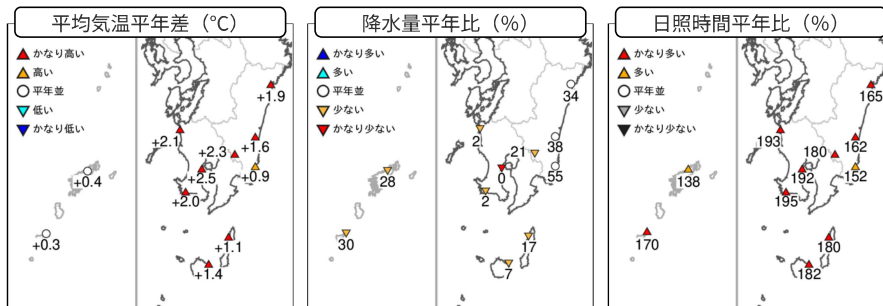 平均気温平年差（℃）
かなり高い
高い
平年並
低い
かなり低い
+1.9
+2.1
+1.6
+2.3
+0.9
+2.5
+2.0
+0.4
+0.3
+1.1
+1.4
降水量平年比（%）
かなり多い
多い
平年並
少ない
かなり少ない
34
2
38
21
55
0
2
28
30
17
7
日照時間平年比（%）
かなり多い
多い
平年並
少ない
かなり少ない
165
193
162
180
152
192
195
138
170
180
182